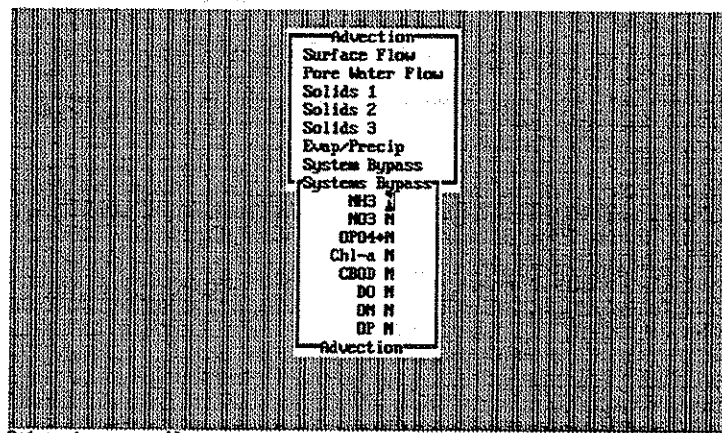 Advection
Surface Flow
Pore Water Flow
Solids 1
Solids 2
Solids 3
Evap/Precip
System Bypass
Systems Bypass
NH3
NO3 N
OPO4 N
Chl-a N
CBOD N
DO N
ON N
OP N
Advection